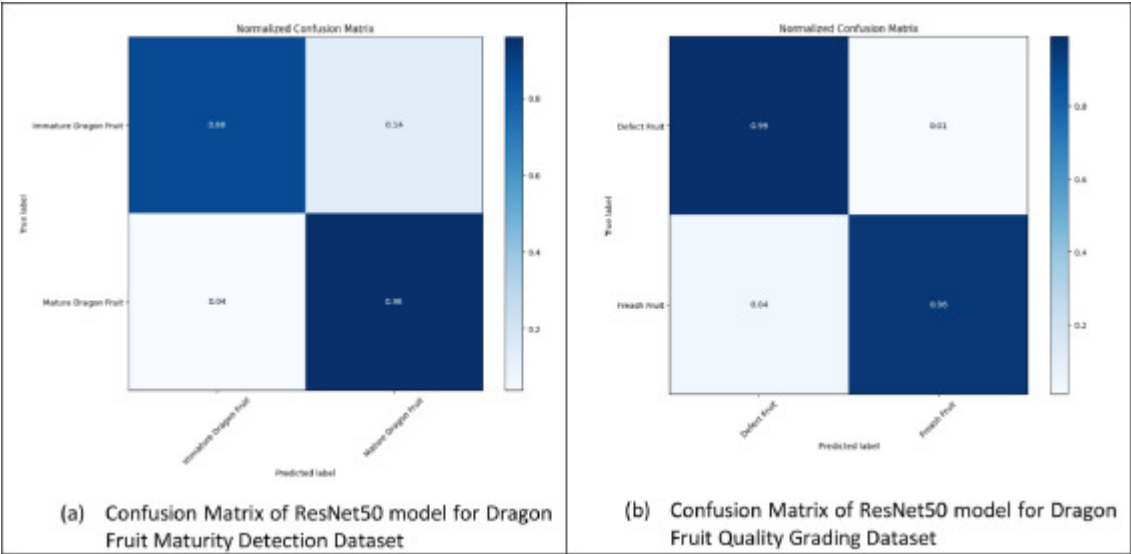 Normalized Confusion Matrix
Immature Dragon Fruit
0.86
0.14
0.8
0.6
True label
0.4
Mature Dragon Fruit
0.04
0.96
0.2
Immature Dragon Fruit
Mature Dragon Fruit
Predicted label
(a) Confusion Matrix of ResNet50 model for Dragon
Fruit Maturity Detection Dataset
Normalized Confusion Matrix
Defect Fruit
0.99
0.01
0.8
0.6
True label
0.4
Freash Fruit
0.04
0.96
0.2
Defect Fruit
Freash Fruit
Predicted label
(b) Confusion Matrix of ResNet50 model for Dragon
Fruit Quality Grading Dataset